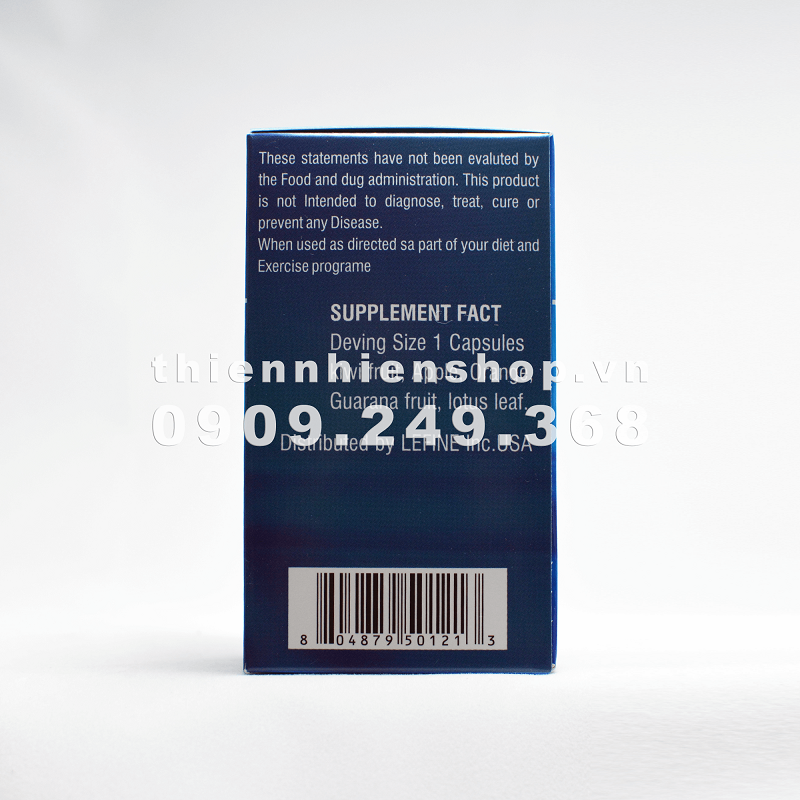 These statements have not been evaluted by
the Food and dug administration. This product
is not Intended to diagnose, treat, cure or
prevent any Disease.
When used as directed sa part of your diet and
Exercise programe
SUPPLEMENT FACT
Deving Size 1 Capsules
thiennhienshop.vn
kiwifruit, Apple, Orange,
Guarana fruit, lotus leaf.
0909.249.368
Distributed by LEFINE Inc.USA
8 04879 50121 3